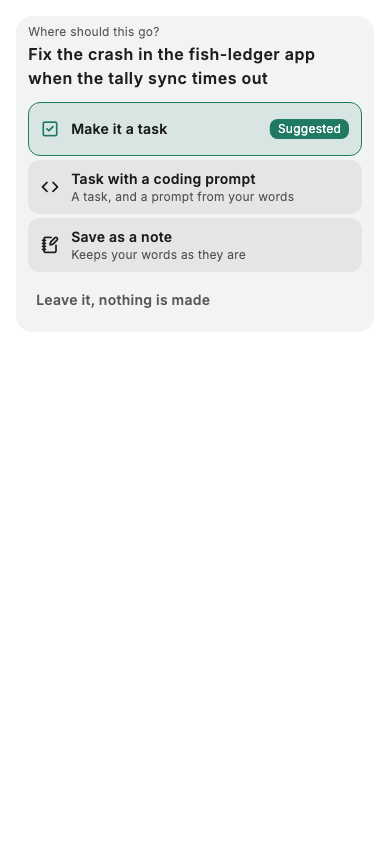 Where should this go?
Fix the crash in the fish-ledger app
when the tally sync times out
Make it a task
Suggested
Task with a coding prompt
A task, and a prompt from your words
Save as a note
Keeps your words as they are
Leave it, nothing is made